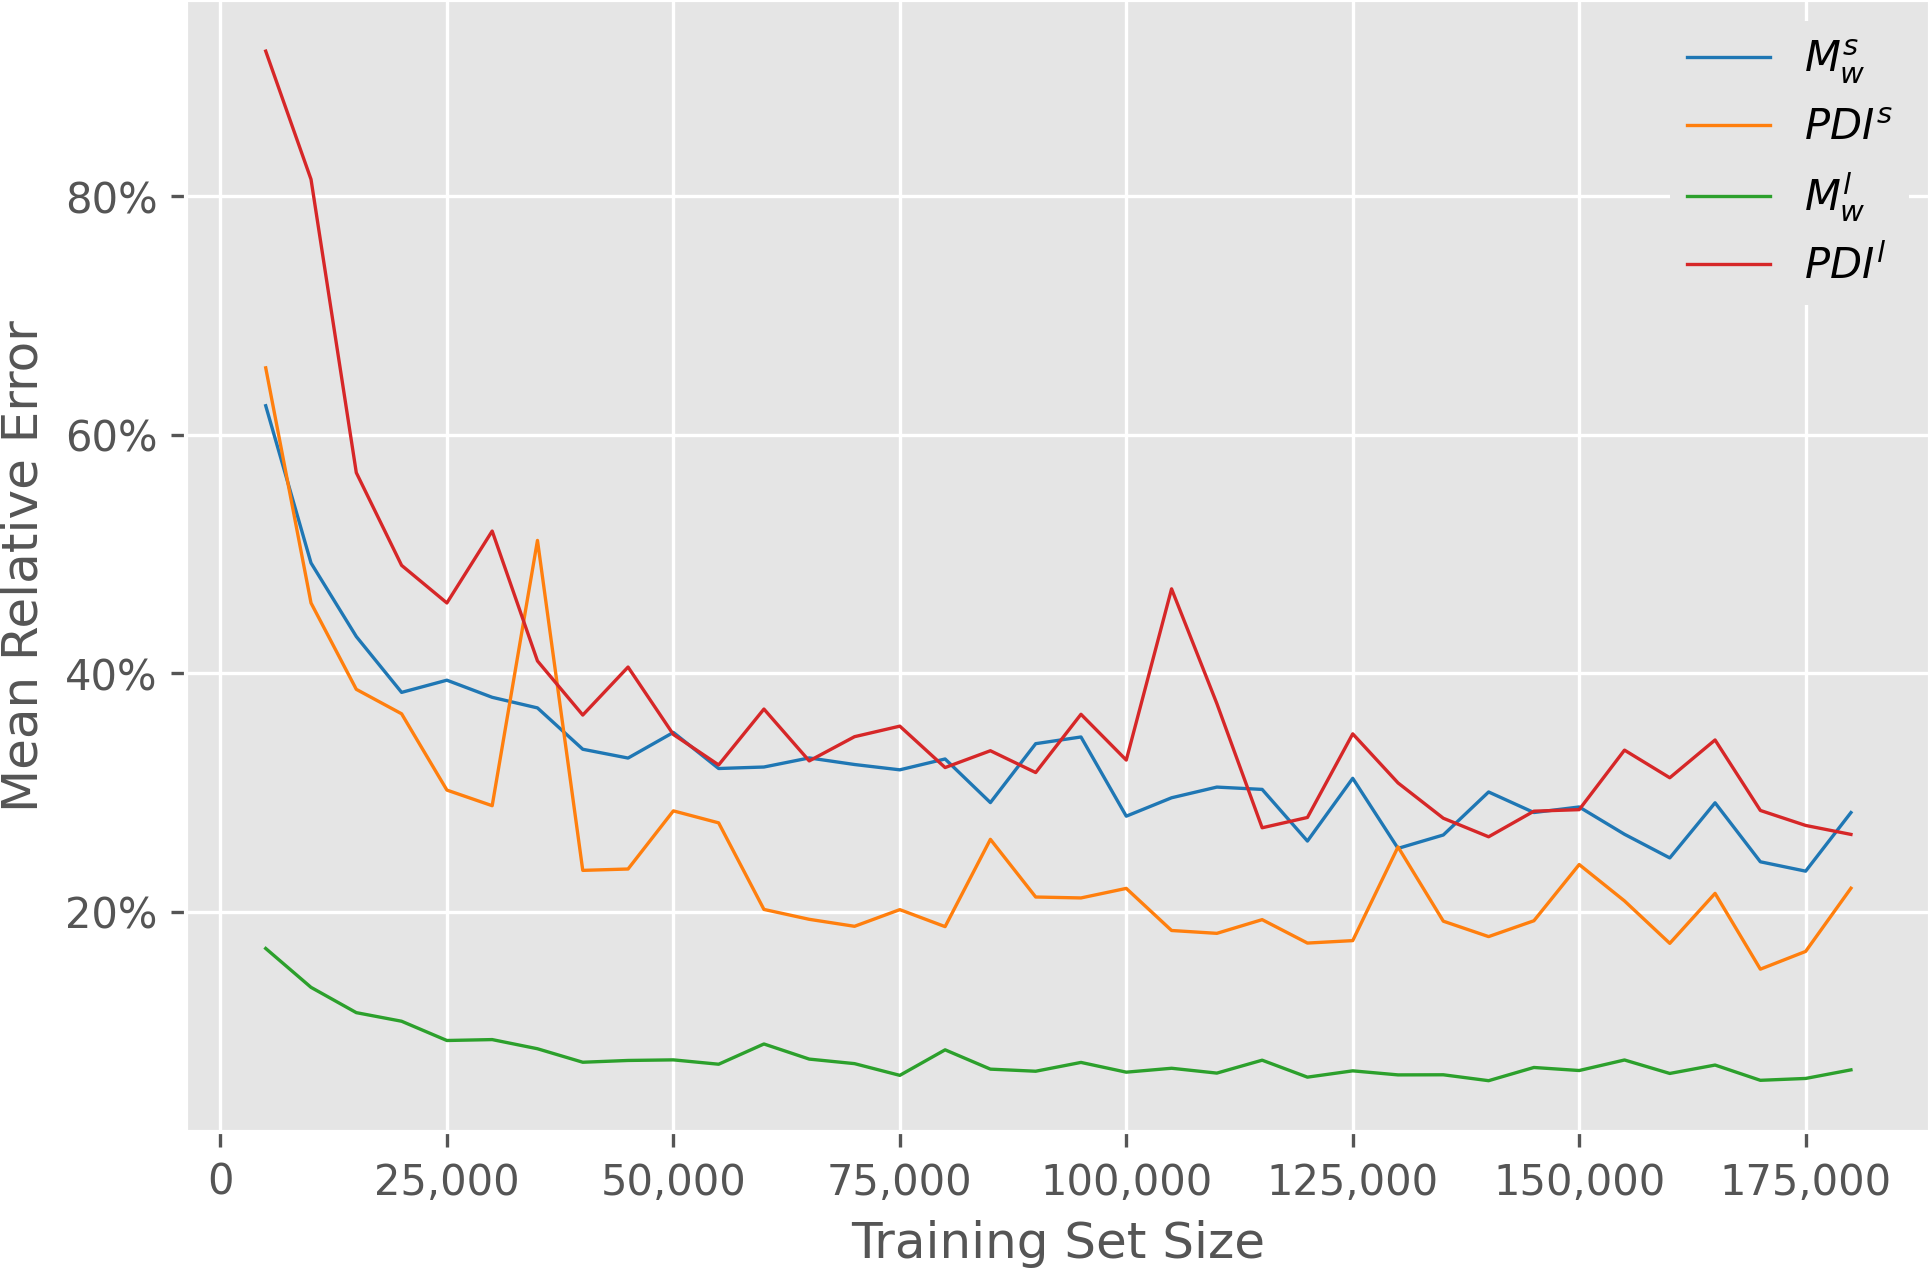 Mean Relative Error
80%
60%
40%
20%
0 25,000 50,000 75,000 100,000 125,000 150,000 175,000
Training Set Size
$M_w^s$
$PDI^s$
$M_w^l$
$PDI^l$